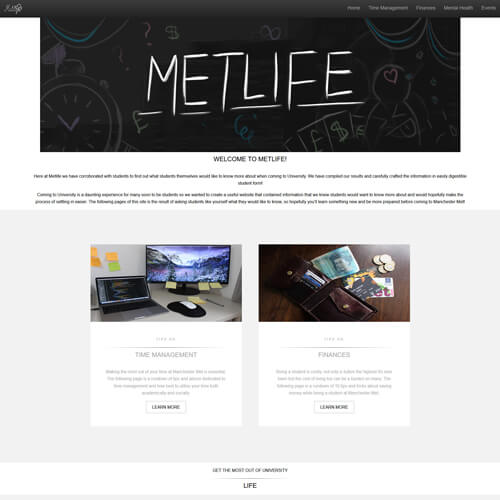 Home Time Management Finances Mental Health Events
METLIFE
WELCOME TO METLIFE!
Here at Metlife we have corroborated with students to find out what students themselves would like to know more about when coming to University. We have compiled our results and carefully crafted the information in easily digestible
student form!
Coming to University is a daunting experience for many soon to be students so we wanted to create a useful website that contained information that we knew students would want to know more about and would hopefully make the
process of settling in easier. The following pages of this site is the result of asking students like yourself what they would like to know, so hopefully you'll learn something new and be more prepared before coming to Manchester Met!
TIPS ON
TIME MANAGEMENT
Making the most out of your time at Manchester Met is essential.
The following page is a rundown of tips and advice dedicated to
time management and how best to utilise your time both
academically and socially.
LEARN MORE
TIPS ON
FINANCES
Being a student is costly, not only is tuition the highest it's ever
been but the cost of living too can be a burden on many. The
following page is a rundown of 10 tips and tricks about saving
money while being a student at Manchester Met.
LEARN MORE
GET THE MOST OUT OF UNIVERSITY
LIFE